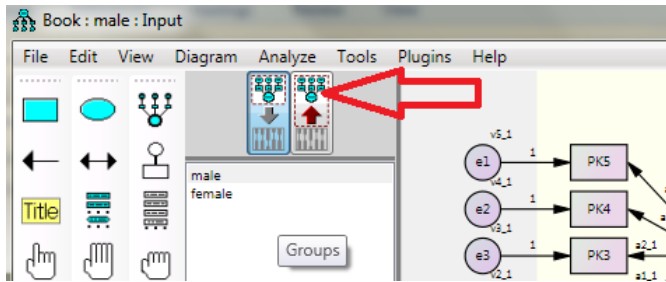 Book : male : Input
File Edit View Diagram Analyze Tools Plugins Help
Title
male
female
Groups
v5_1
e1 1 PK5
v4_1
e2 1 PK4
v3_1
e3 1 PK3 a2_1
v2_1 a1_1